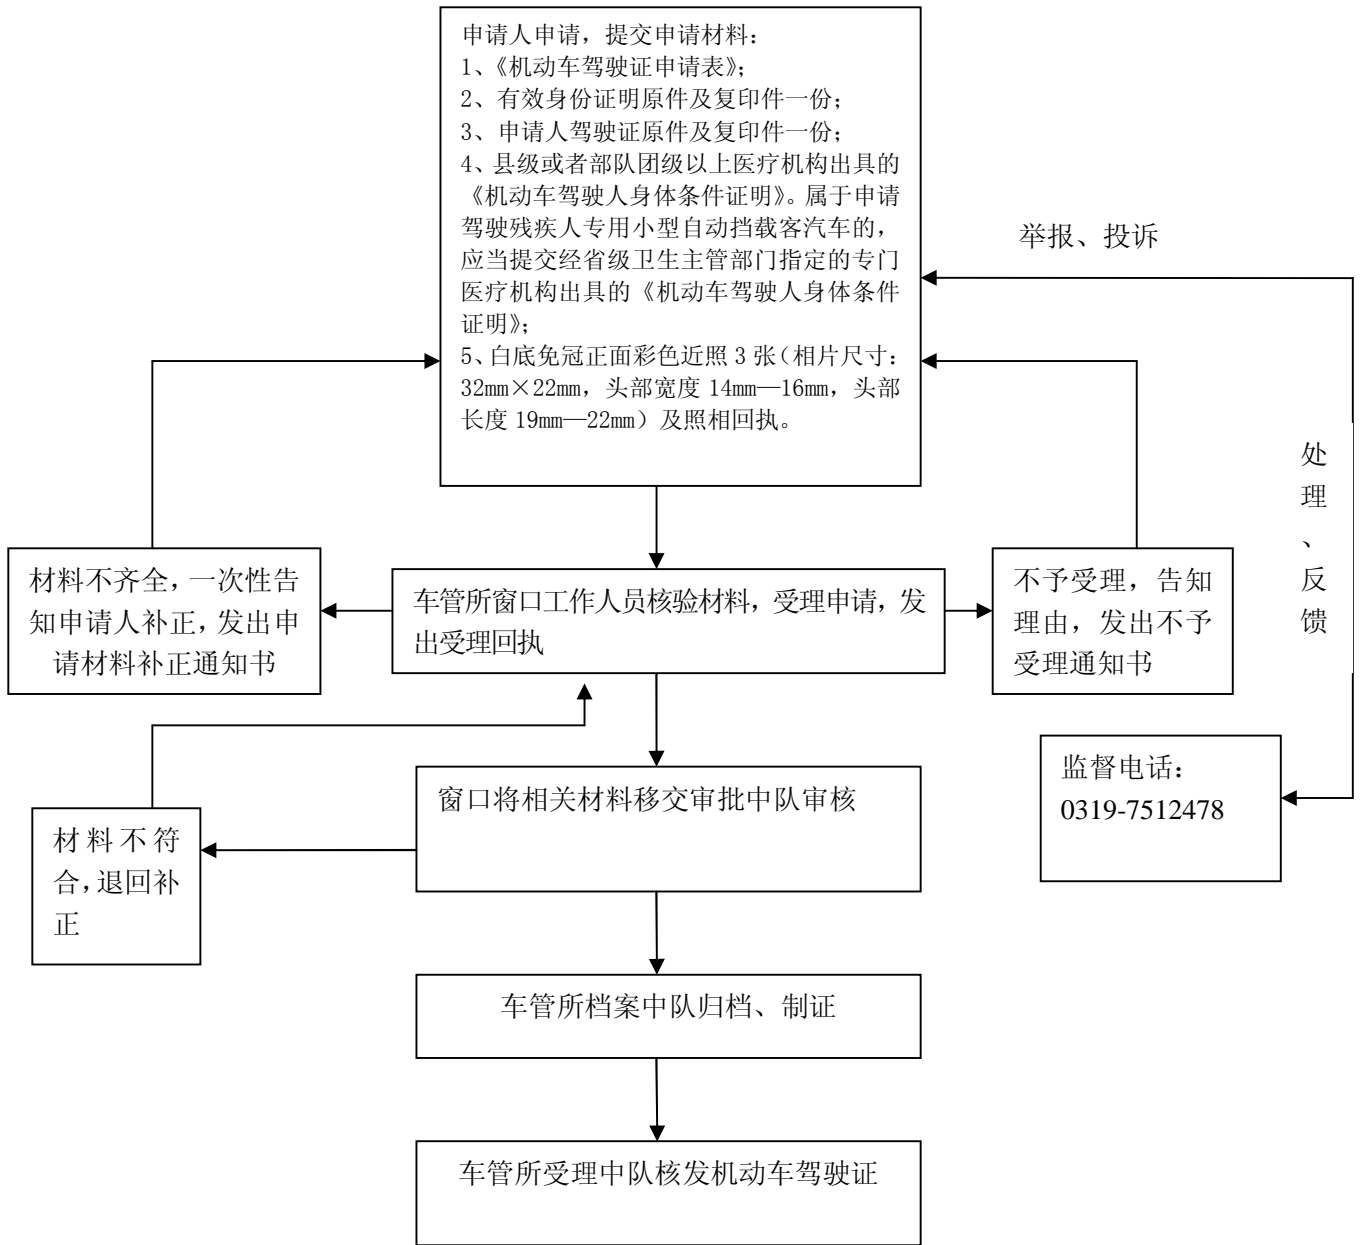 申请人申请，提交申请材料：
1、《机动车驾驶证申请表》；
2、有效身份证明原件及复印件一份；
3、申请人驾驶证原件及复印件一份；
4、县级或者部队团级以上医疗机构出具的
《机动车驾驶人身体条件证明》。属于申请
驾驶残疾人专用小型自动挡载客汽车的，
应当提交经省级卫生主管部门指定的专门
医疗机构出具的《机动车驾驶人身体条件
证明》；
5、白底免冠正面彩色近照 3 张（相片尺寸：
32mm×22mm，头部宽度 14mm—16mm，头部
长度 19mm—22mm）及照相回执。
举报、投诉
处
理
、
反
馈
材料不齐全，一次性告
知申请人补正，发出申
请材料补正通知书
车管所窗口工作人员核验材料，受理申请，发
出受理回执
不予受理，告知
理由，发出不予
受理通知书
窗口将相关材料移交审批中队审核
监督电话：
0319-7512478
材料不符
合，退回补
正
车管所档案中队归档、制证
车管所受理中队核发机动车驾驶证